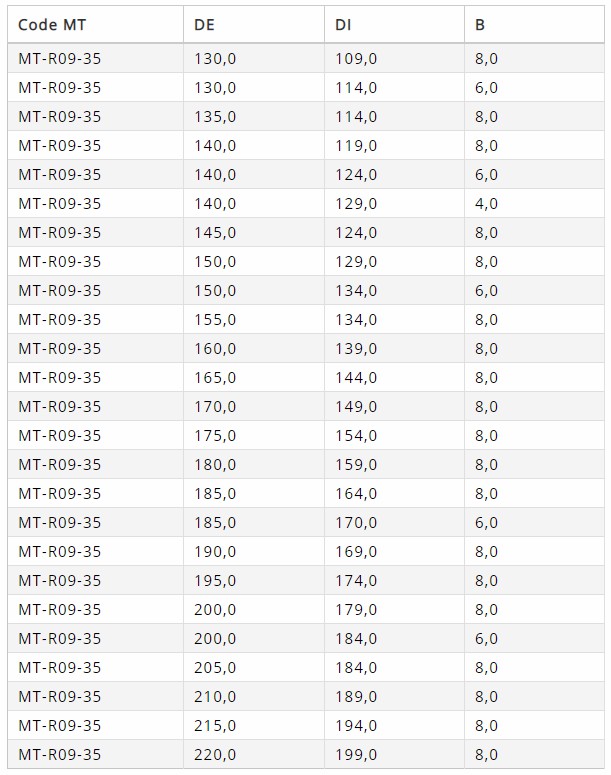 Code MT DE DI B
MT-R09-35 130,0 109,0 8,0
MT-R09-35 130,0 114,0 6,0
MT-R09-35 135,0 114,0 8,0
MT-R09-35 140,0 119,0 8,0
MT-R09-35 140,0 124,0 6,0
MT-R09-35 140,0 129,0 4,0
MT-R09-35 145,0 124,0 8,0
MT-R09-35 150,0 129,0 8,0
MT-R09-35 150,0 134,0 6,0
MT-R09-35 155,0 134,0 8,0
MT-R09-35 160,0 139,0 8,0
MT-R09-35 165,0 144,0 8,0
MT-R09-35 170,0 149,0 8,0
MT-R09-35 175,0 154,0 8,0
MT-R09-35 180,0 159,0 8,0
MT-R09-35 185,0 164,0 8,0
MT-R09-35 185,0 170,0 6,0
MT-R09-35 190,0 169,0 8,0
MT-R09-35 195,0 174,0 8,0
MT-R09-35 200,0 179,0 8,0
MT-R09-35 200,0 184,0 6,0
MT-R09-35 205,0 184,0 8,0
MT-R09-35 210,0 189,0 8,0
MT-R09-35 215,0 194,0 8,0
MT-R09-35 220,0 199,0 8,0